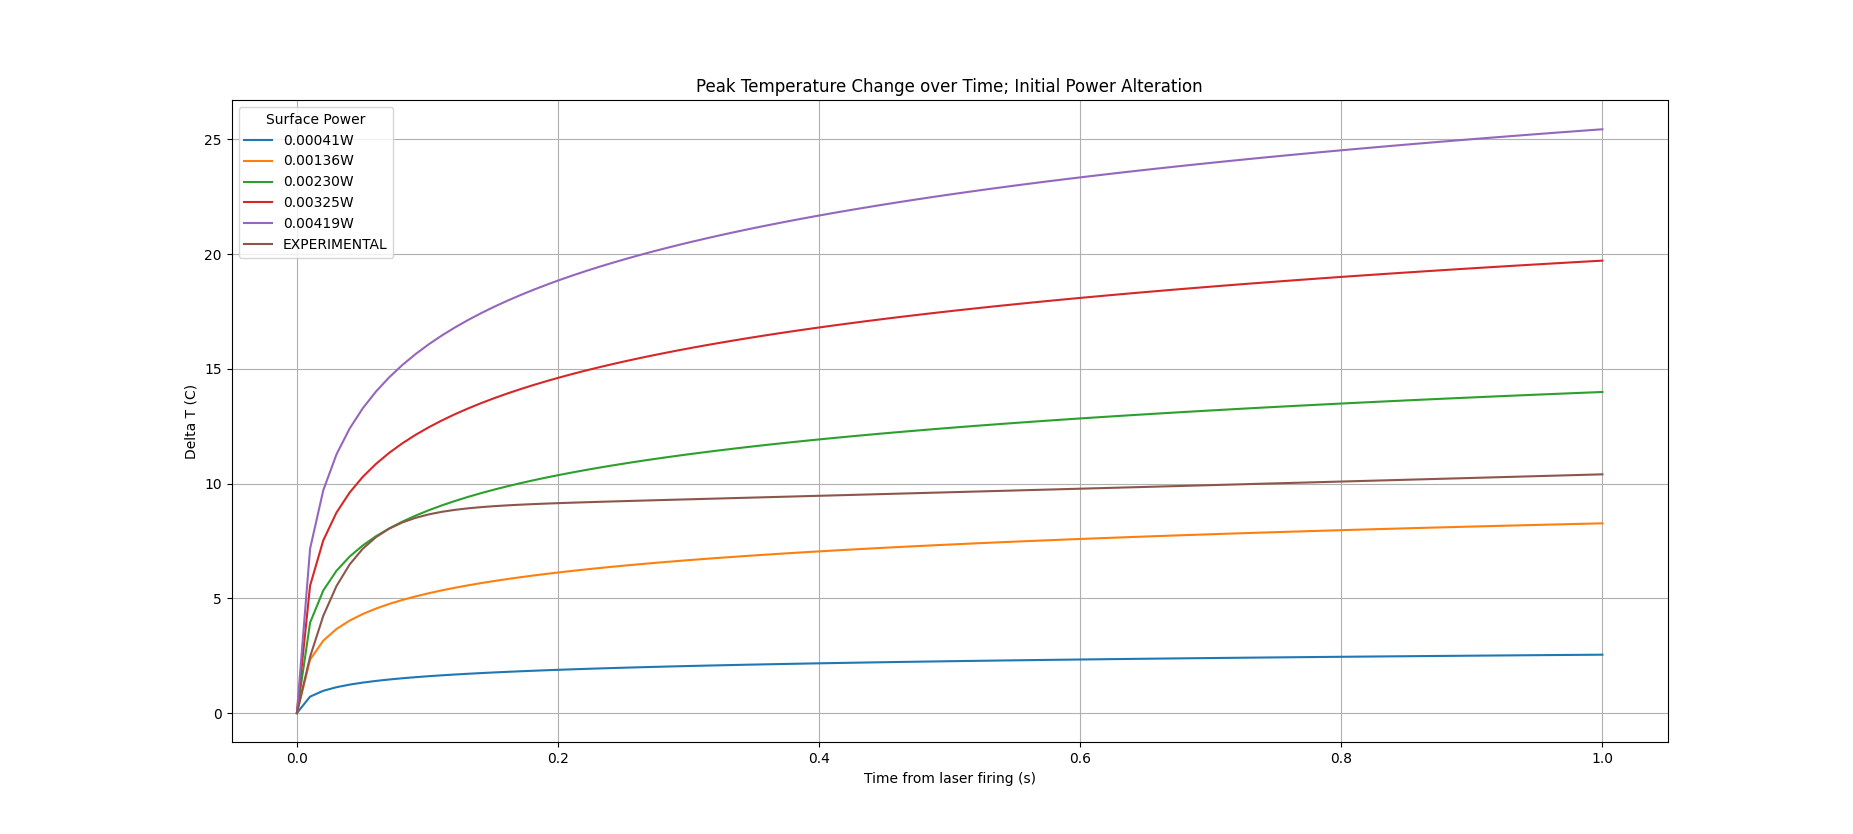 Peak Temperature Change over Time; Initial Power Alteration
Surface Power
0.00041W
0.00136W
0.00230W
0.00325W
0.00419W
EXPERIMENTAL
Delta T (C)
25
20
15
10
5
0
0.0
0.2
0.4
0.6
0.8
1.0
Time from laser firing (s)